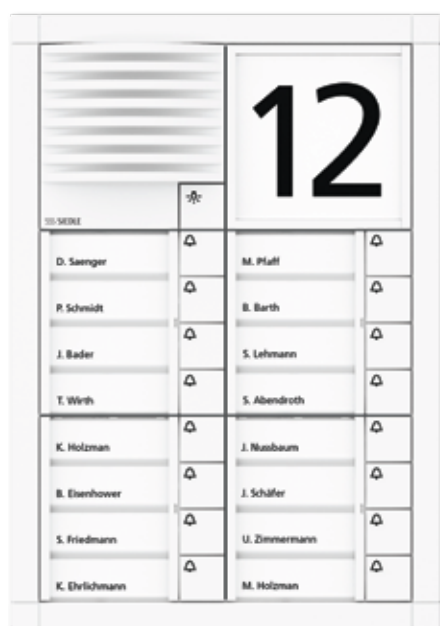 12
SSS SIEDLE
D. Saenger
P. Schmidt
J. Bader
T. Wirth
M. Pfaff
B. Barth
S. Lehmann
S. Abendroth
K. Holzman
B. Eisenhower
S. Friedmann
K. Ehrlichmann
J. Nussbaum
J. Schäfer
U. Zimmermann
M. Holzman